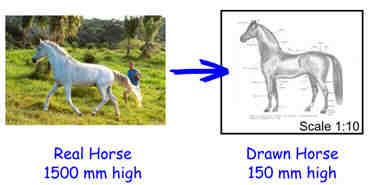 Scale 1:10
Real Horse
1500 mm high
Drawn Horse
150 mm high